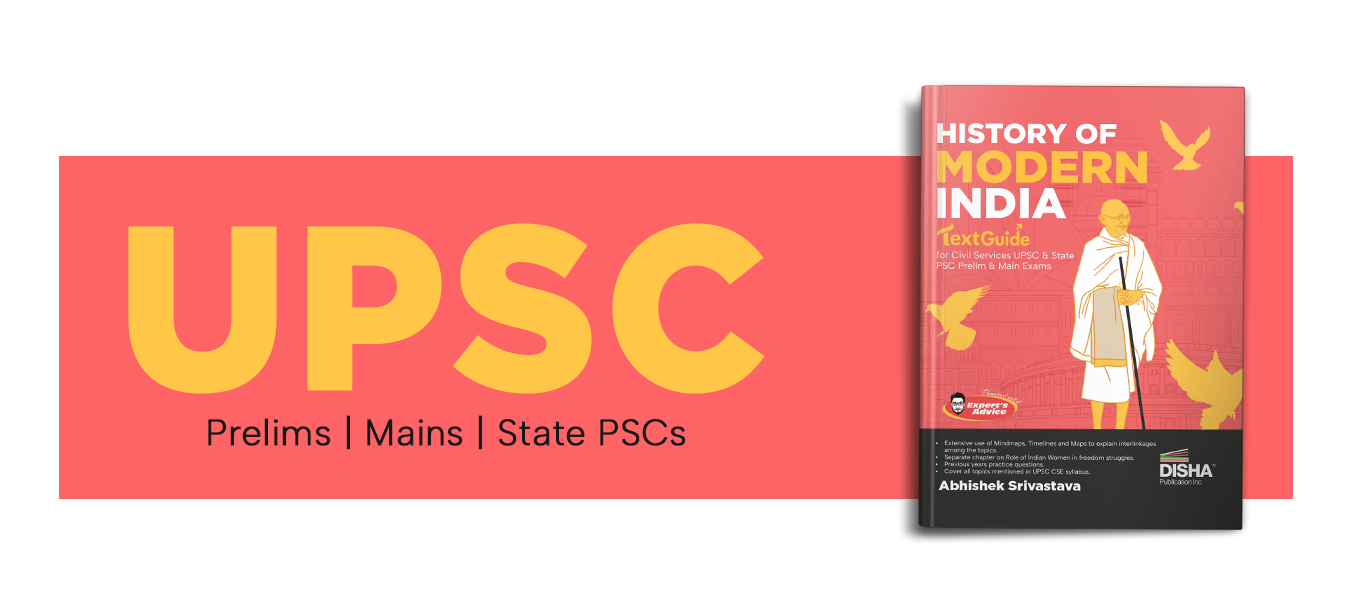 UPSC
Prelims | Mains | State PSCs
HISTORY OF
MODERN
INDIA
TextGuide
for Civil Services UPSC & State
PSC Prelim & Main Exams
Powered with
Expert's
Advice
• Extensive use of Mindmaps, Timelines and Maps to explain interlinkages
among the topics.
• Separate chapter on Role of Indian Women in freedom struggles.
• Previous years practice questions.
• Cover all topics mentioned in UPSC CSE syllabus.
Abhishek Srivastava
DISHA™
Publication Inc